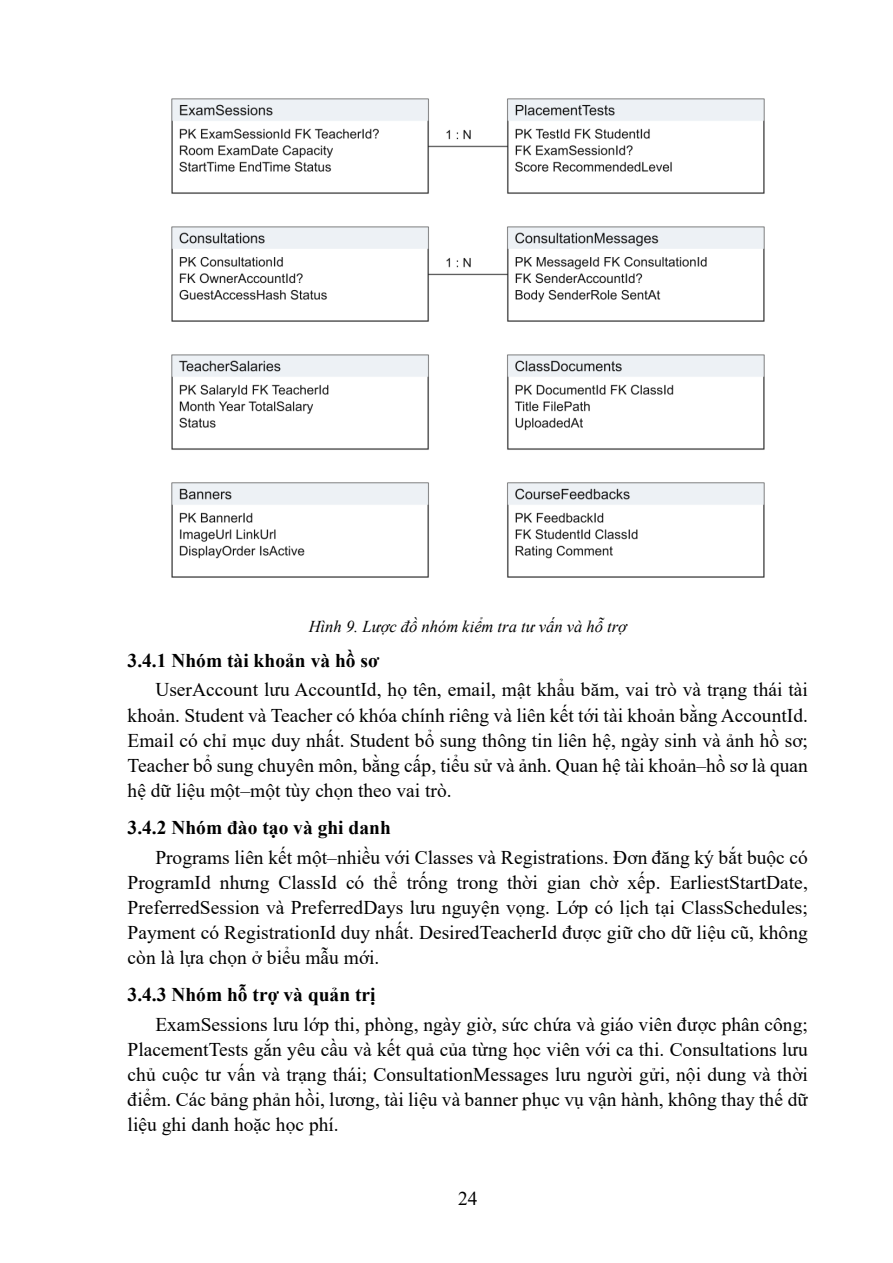 ExamSessions
PK ExamSessionId FK TeacherId?
Room ExamDate Capacity
StartTime EndTime Status
1 : N
PlacementTests
PK TestId FK StudentId
FK ExamSessionId?
Score RecommendedLevel
Consultations
PK ConsultationId
FK OwnerAccountId?
GuestAccessHash Status
1 : N
ConsultationMessages
PK MessageId FK ConsultationId
FK SenderAccountId?
Body SenderRole SentAt
TeacherSalaries
PK SalaryId FK TeacherId
Month Year TotalSalary
Status
ClassDocuments
PK DocumentId FK ClassId
Title FilePath
UploadedAt
Banners
PK BannerId
ImageUrl LinkUrl
DisplayOrder IsActive
CourseFeedbacks
PK FeedbackId
FK StudentId ClassId
Rating Comment
Hình 9. Lược đồ nhóm kiểm tra tư vấn và hỗ trợ
3.4.1 Nhóm tài khoản và hồ sơ
UserAccount lưu AccountId, họ tên, email, mật khẩu băm, vai trò và trạng thái tài
khoản. Student và Teacher có khóa chính riêng và liên kết tới tài khoản bằng AccountId.
Email có chỉ mục duy nhất. Student bổ sung thông tin liên hệ, ngày sinh và ảnh hồ sơ;
Teacher bổ sung chuyên môn, bằng cấp, tiểu sử và ảnh. Quan hệ tài khoản–hồ sơ là quan
hệ dữ liệu một–một tùy chọn theo vai trò.
3.4.2 Nhóm đào tạo và ghi danh
Programs liên kết một–nhiều với Classes và Registrations. Đơn đăng ký bắt buộc có
ProgramId nhưng ClassId có thể trống trong thời gian chờ xếp. EarliestStartDate,
PreferredSession và PreferredDays lưu nguyện vọng. Lớp có lịch tại ClassSchedules;
Payment có RegistrationId duy nhất. DesiredTeacherId được giữ cho dữ liệu cũ, không
còn là lựa chọn ở biểu mẫu mới.
3.4.3 Nhóm hỗ trợ và quản trị
ExamSessions lưu lớp thi, phòng, ngày giờ, sức chứa và giáo viên được phân công;
PlacementTests gắn yêu cầu và kết quả của từng học viên với ca thi. Consultations lưu
chủ cuộc tư vấn và trạng thái; ConsultationMessages lưu người gửi, nội dung và thời
điểm. Các bảng phản hồi, lương, tài liệu và banner phục vụ vận hành, không thay thế dữ
liệu ghi danh hoặc học phí.
24